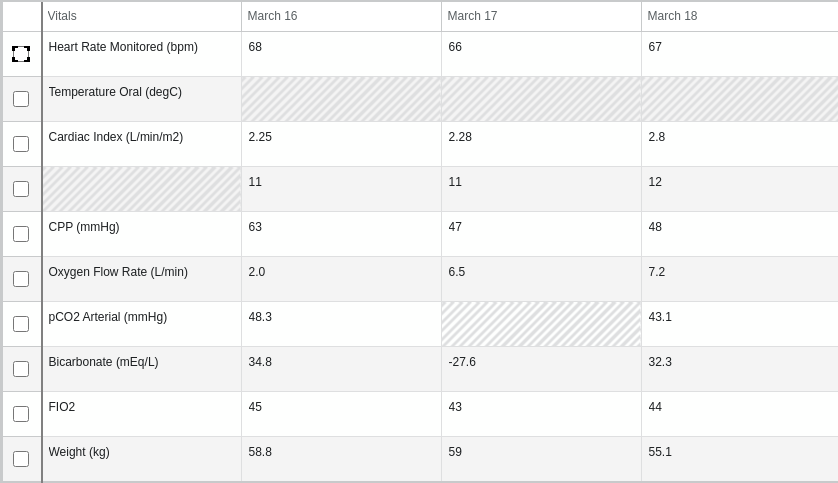 Vitals March 16 March 17 March 18
Heart Rate Monitored (bpm) 68 66 67
Temperature Oral (degC)
Cardiac Index (L/min/m2) 2.25 2.28 2.8
11 11 12
CPP (mmHg) 63 47 48
Oxygen Flow Rate (L/min) 2.0 6.5 7.2
pCO2 Arterial (mmHg) 48.3 43.1
Bicarbonate (mEq/L) 34.8 -27.6 32.3
FIO2 45 43 44
Weight (kg) 58.8 59 55.1